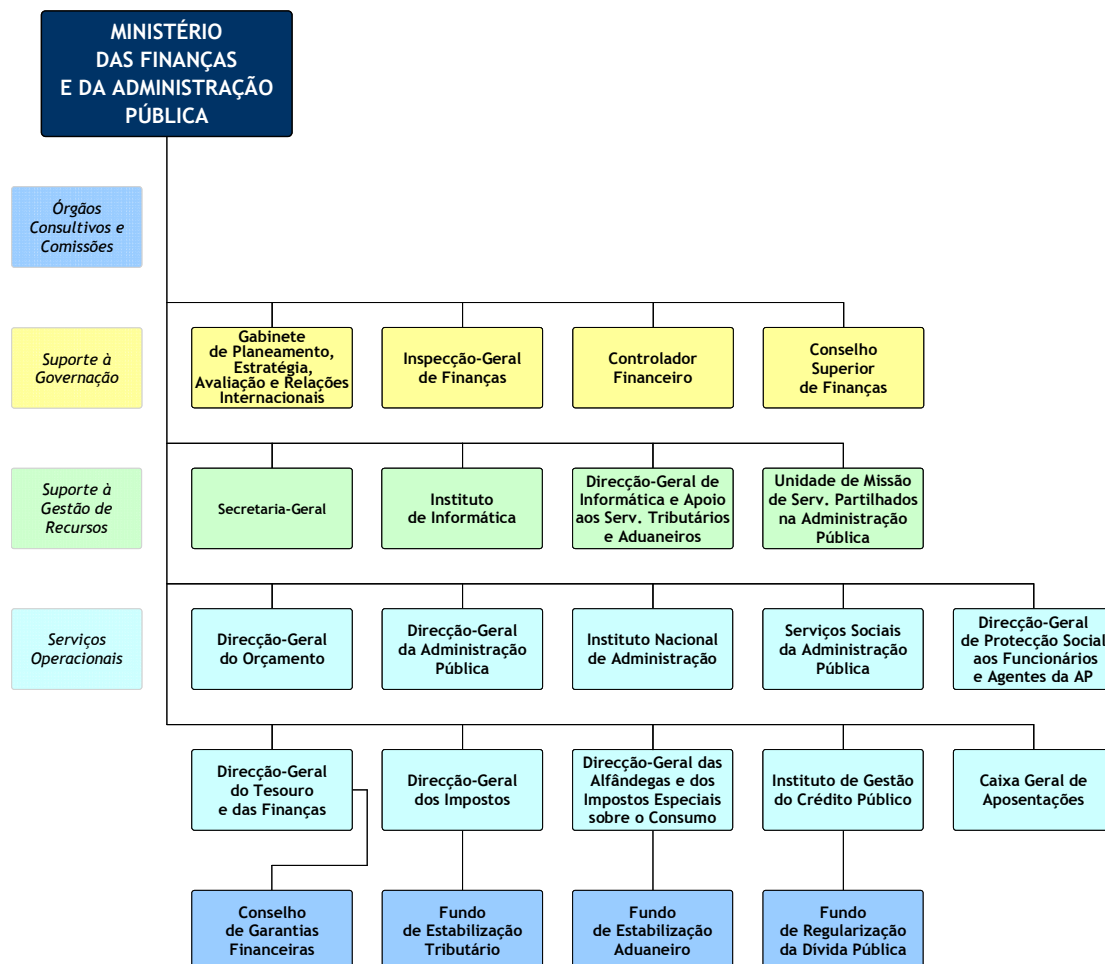 MINISTÉRIO
DAS FINANÇAS
E DA ADMINISTRAÇÃO
PÚBLICA
Órgãos
Consultivos e
Comissões
Suporte à
Governação
Gabinete
de Planeamento,
Estratégia,
Avaliação e Relações
Internacionais
Inspecção-Geral
de Finanças
Controlador
Financeiro
Conselho
Superior
de Finanças
Suporte à
Gestão de
Recursos
Secretaria-Geral
Instituto
de Informática
Direcção-Geral de
Informática e Apoio
aos Serv. Tributários
e Aduaneiros
Unidade de Missão
de Serv. Partilhados
na Administração
Pública
Serviços
Operacionais
Direcção-Geral
do Orçamento
Direcção-Geral
da Administração
Pública
Instituto Nacional
de Administração
Serviços Sociais
da Administração
Pública
Direcção-Geral
de Protecção Social
aos Funcionários
e Agentes da AP
Direcção-Geral
do Tesouro
e das Finanças
Direcção-Geral
dos Impostos
Direcção-Geral das
Alfândegas e dos
Impostos Especiais
sobre o Consumo
Instituto de Gestão
do Crédito Público
Caixa Geral de
Aposentações
Conselho
de Garantias
Financeiras
Fundo
de Estabilização
Tributário
Fundo
de Estabilização
Aduaneiro
Fundo
de Regularização
da Dívida Pública